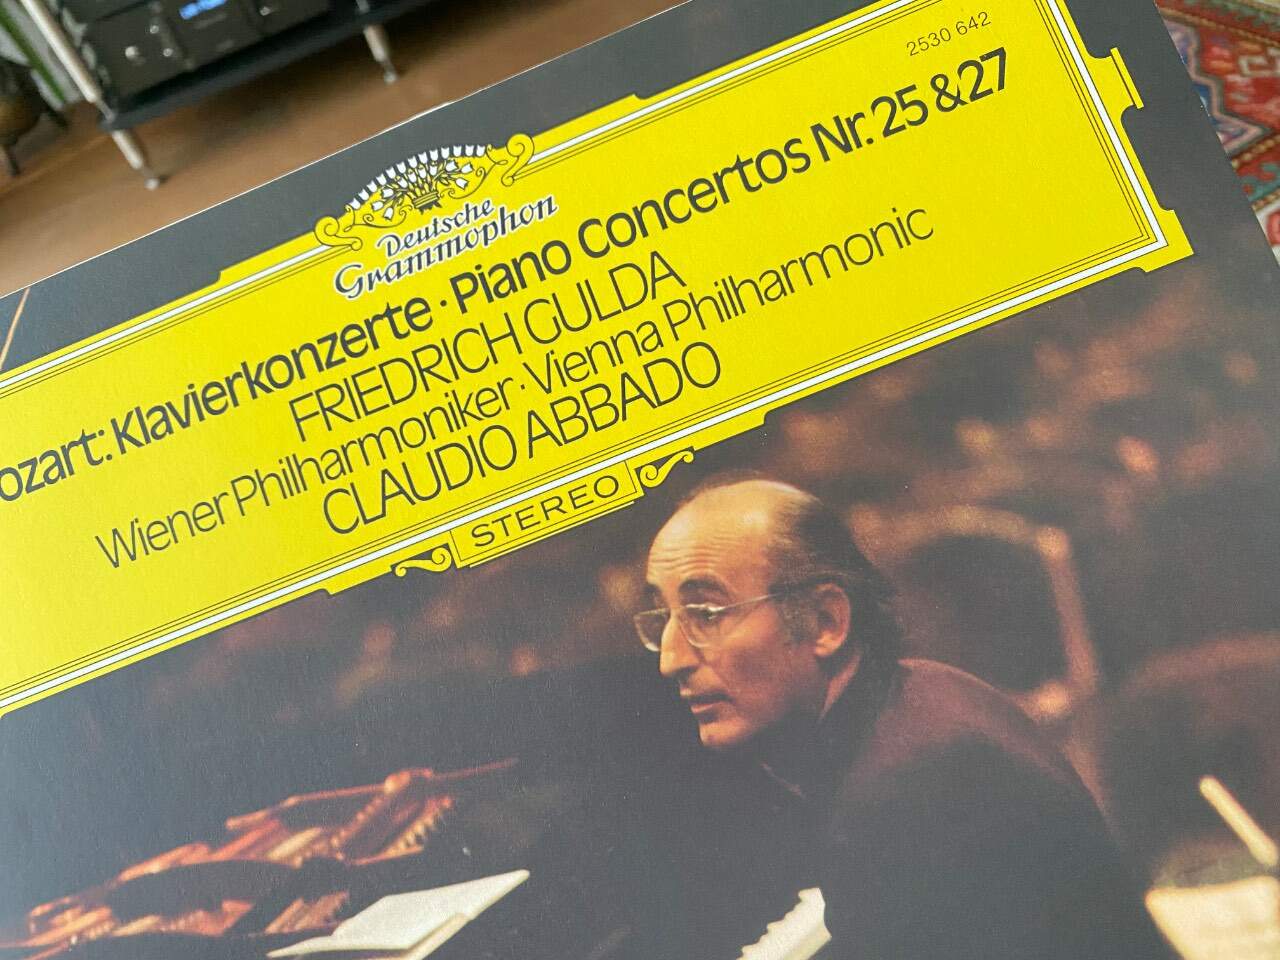 2530 642
Deutsche
Grammophon
ozart: Klavierkonzerte · Piano Concertos Nr. 25 & 27
FRIEDRICH GULDA
Wiener Philharmoniker · Vienna Philharmonic
CLAUDIO ABBADO
STEREO